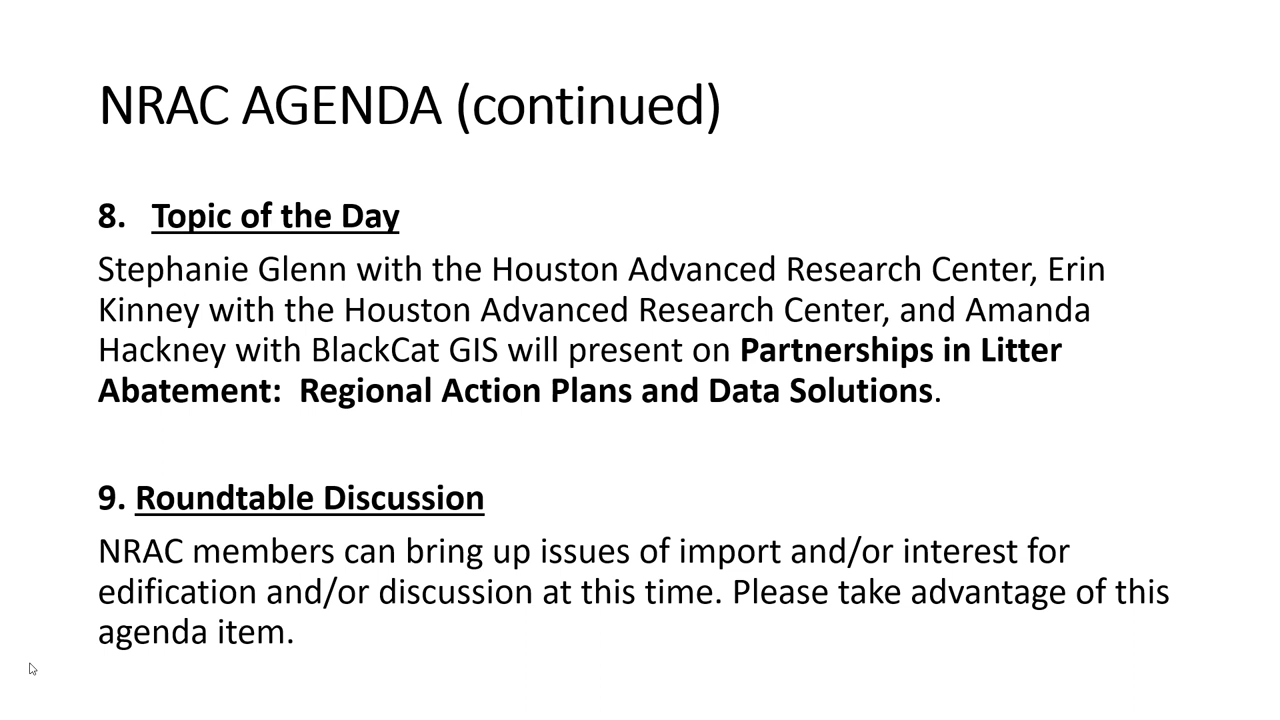 NRAC AGENDA (continued)
8. Topic of the Day
Stephanie Glenn with the Houston Advanced Research Center, Erin
Kinney with the Houston Advanced Research Center, and Amanda
Hackney with BlackCat GIS will present on Partnerships in Litter
Abatement:  Regional Action Plans and Data Solutions.
9. Roundtable Discussion
NRAC members can bring up issues of import and/or interest for
edification and/or discussion at this time. Please take advantage of this
agenda item.